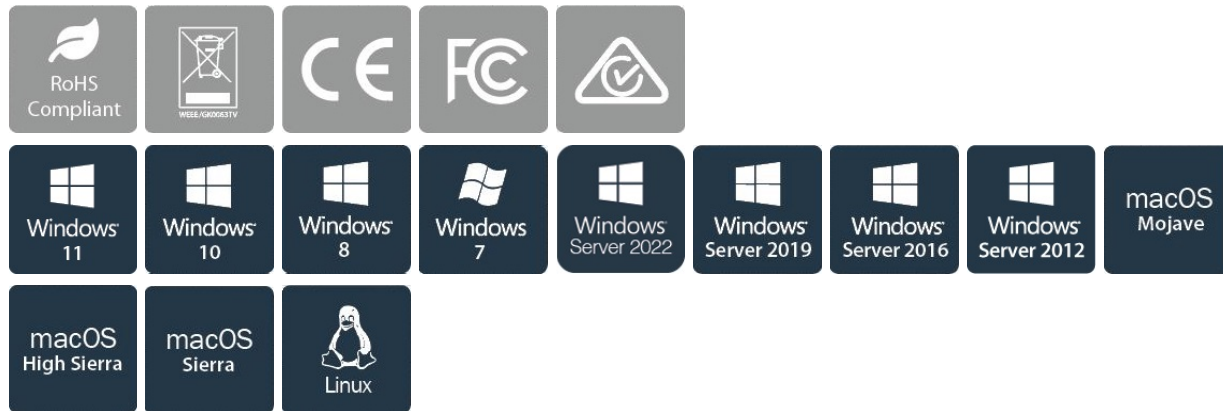 RoHS
Compliant
WEEE/GK0063TV
CE
FC
Windows
11
Windows
10
Windows
8
Windows
7
Windows
Server 2022
Windows
Server 2019
Windows
Server 2016
Windows
Server 2012
macOS
Mojave
macOS
High Sierra
macOS
Sierra
Linux